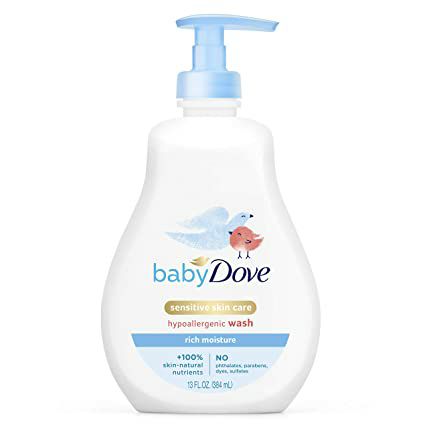 baby Dove
sensitive skin care
hypoallergenic wash
rich moisture
+100%
skin-natural
nutrients
NO
phthalates, parabens,
dyes, sulfates
13 FL OZ. (384 mL)